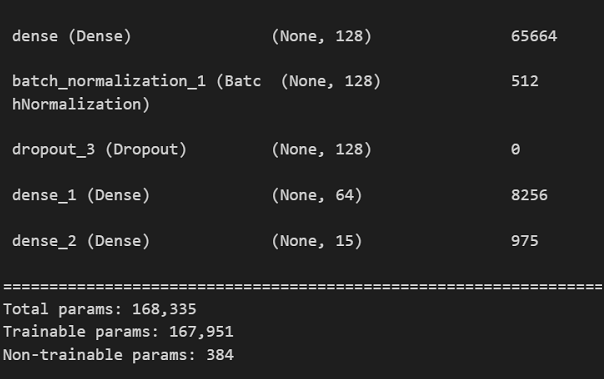 dense (Dense) (None, 128) 65664
batch_normalization_1 (Batc (None, 128) 512
hNormalization)
dropout_3 (Dropout) (None, 128) 0
dense_1 (Dense) (None, 64) 8256
dense_2 (Dense) (None, 15) 975
=================================================================
Total params: 168,335
Trainable params: 167,951
Non-trainable params: 384